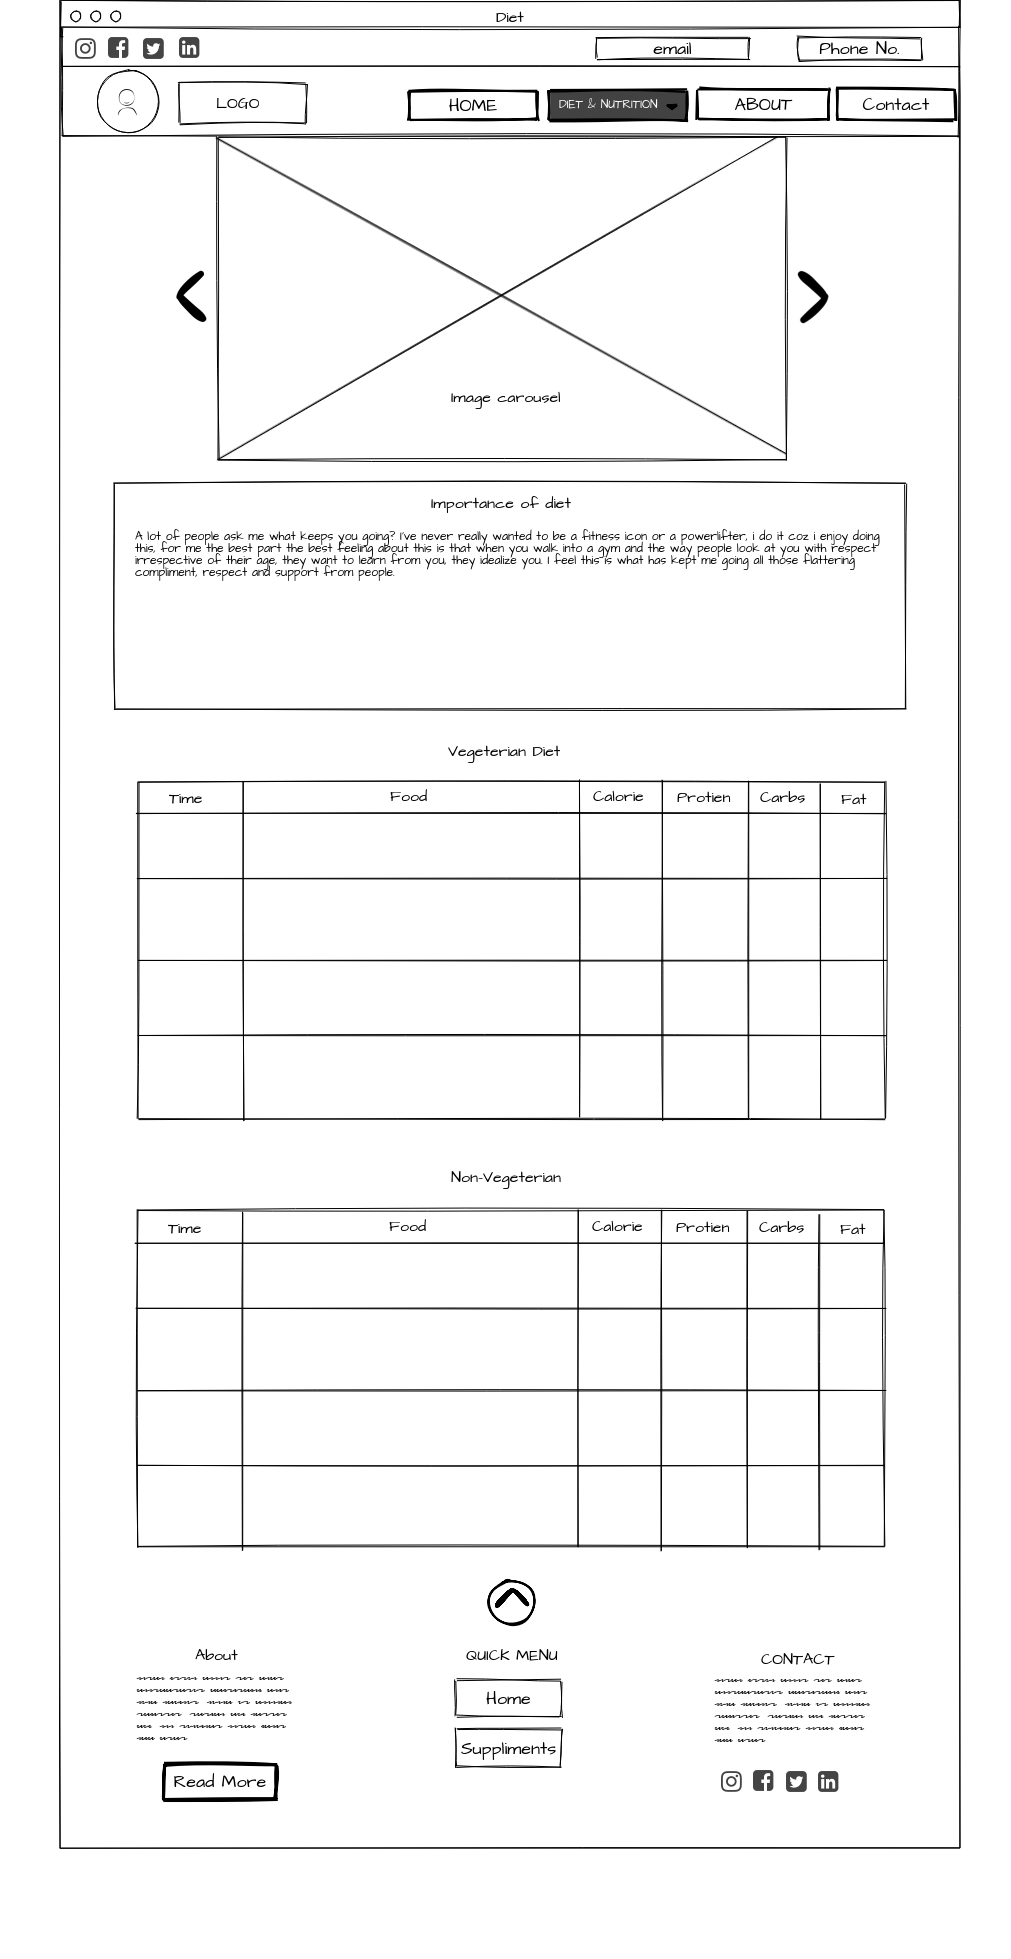 Diet
email
Phone No.
LOGO
HOME
DIET & NUTRITION
ABOUT
Contact
Image carousel
Importance of diet
A lot of people ask me what keeps you going? I've never really wanted to be a fitness icon or a powerlifter, i do it coz i enjoy doing
this, for me the best part the best feeling about this is that when you walk into a gym and the way people look at you with respect
irrespective of their age, they want to learn from you, they idealize you. I feel this is what has kept me going all those flattering
compliment, respect and support from people.
Vegeterian Diet
Time Food Calorie Protien Carbs Fat
Non-Vegeterian
Time Food Calorie Protien Carbs Fat
About
QUICK MENU
CONTACT
Home
Suppliments
Read More